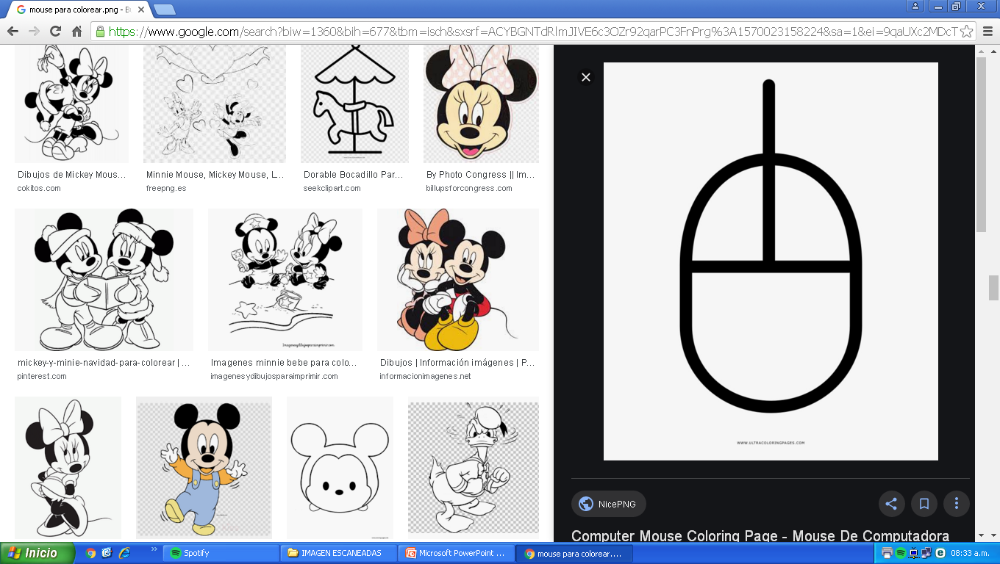 mouse para colorear.png - Bu
https://www.google.com/search?biw=1360&bih=677&tbm=isch&sxsrf=ACYBGNTdRlmJIVE6c3OZr92qarPC3FnPrg%3A1570023158224&sa=1&ei=9qaUXc2MDcT
Dibujos de Mickey Mous...
cokitos.com
Minnie Mouse, Mickey Mouse, L...
freepng.es
Dorable Bocadillo Par...
seekclipart.com
By Photo Congress || Im...
billupsforcongress.com
mickey-y-minie-navidad-para-colorear | ...
pinterest.com
Imagenesydibujosparaimprimir.com
Imagenes minnie bebe para colo...
imagenesydibujosparaimprimir.com
Dibujos | Información imágenes | P...
informacionimagenes.net
WWW.ULTRACOLORINGPAGES.COM
NicePNG
Computer Mouse Coloring Page - Mouse De Computadora
Inicio
Spotify
IMAGEN ESCANEADAS
Microsoft PowerPoint ...
mouse para colorear....
08:33 a.m.